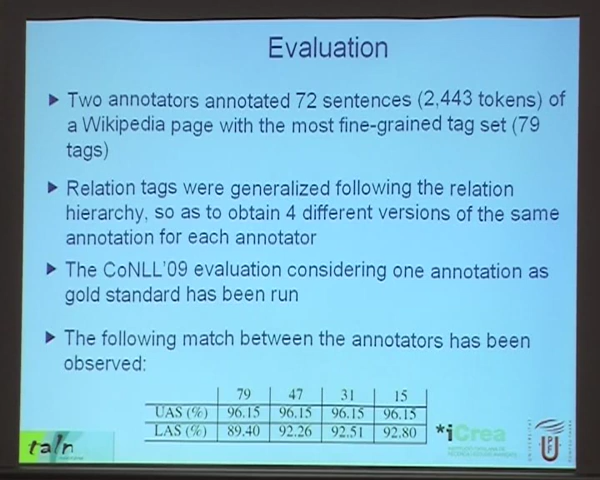 Evaluation
Two annotators annotated 72 sentences (2,443 tokens) of
a Wikipedia page with the most fine-grained tag set (79
tags)
Relation tags were generalized following the relation
hierarchy, so as to obtain 4 different versions of the same
annotation for each annotator
The CoNLL'09 evaluation considering one annotation as
gold standard has been run
The following match between the annotators has been
observed:
79 47 31 15
UAS (%) 96.15 96.15 96.15 96.15
LAS (%) 89.40 92.26 92.51 92.80
taln
*iCrea
UPF